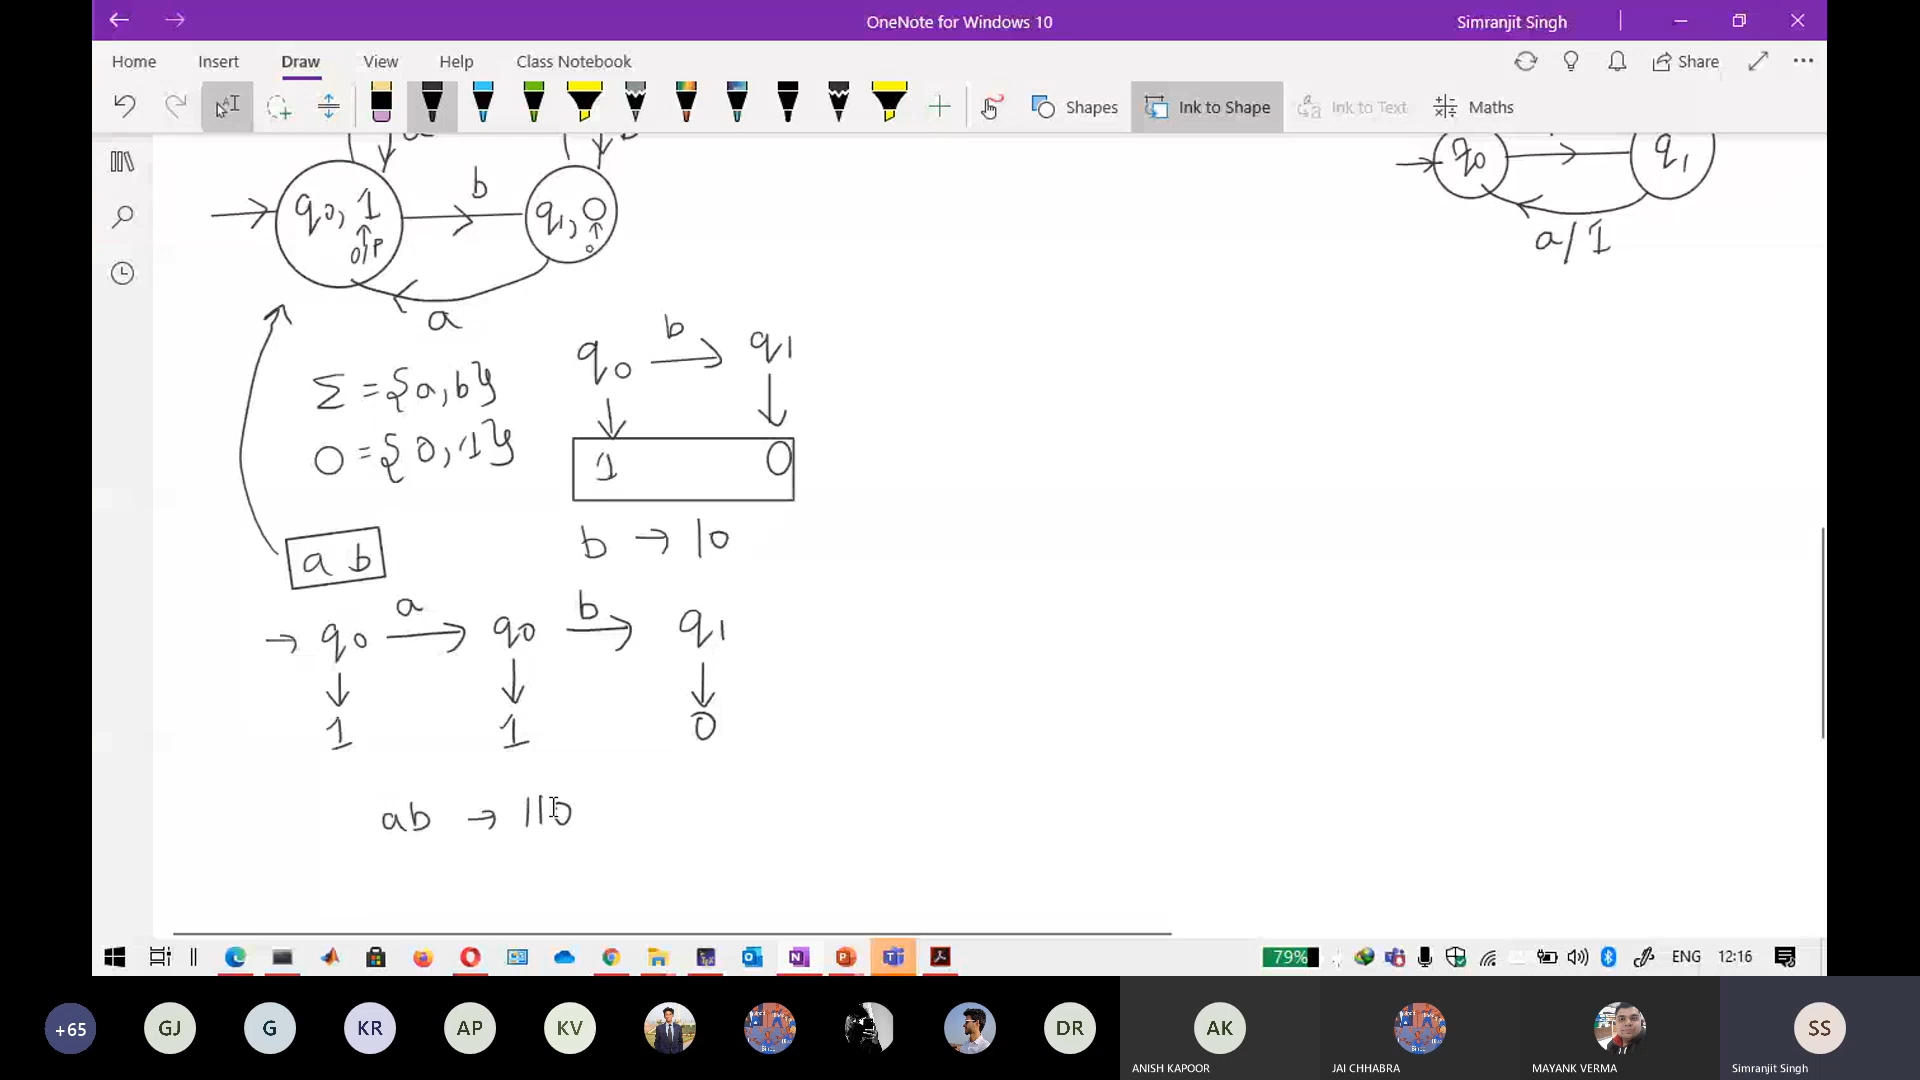 OneNote for Windows 10
Simranjit Singh
Home Insert Draw View Help Class Notebook
Share
Shapes Ink to Shape Ink to Text Maths
q0, 1
O/P
b
q1, 0
a
q0 q1
a/1
Σ = {a, b}
O = {0, 1}
q0 b q1
1 0
b → 10
a b
→ q0 a q0 b q1
1 1 0
ab → 110
79% ENG 12:16
+65 GJ G KR AP KV DR AK SS
ANISH KAPOOR JAI CHHABRA MAYANK VERMA Simranjit Singh